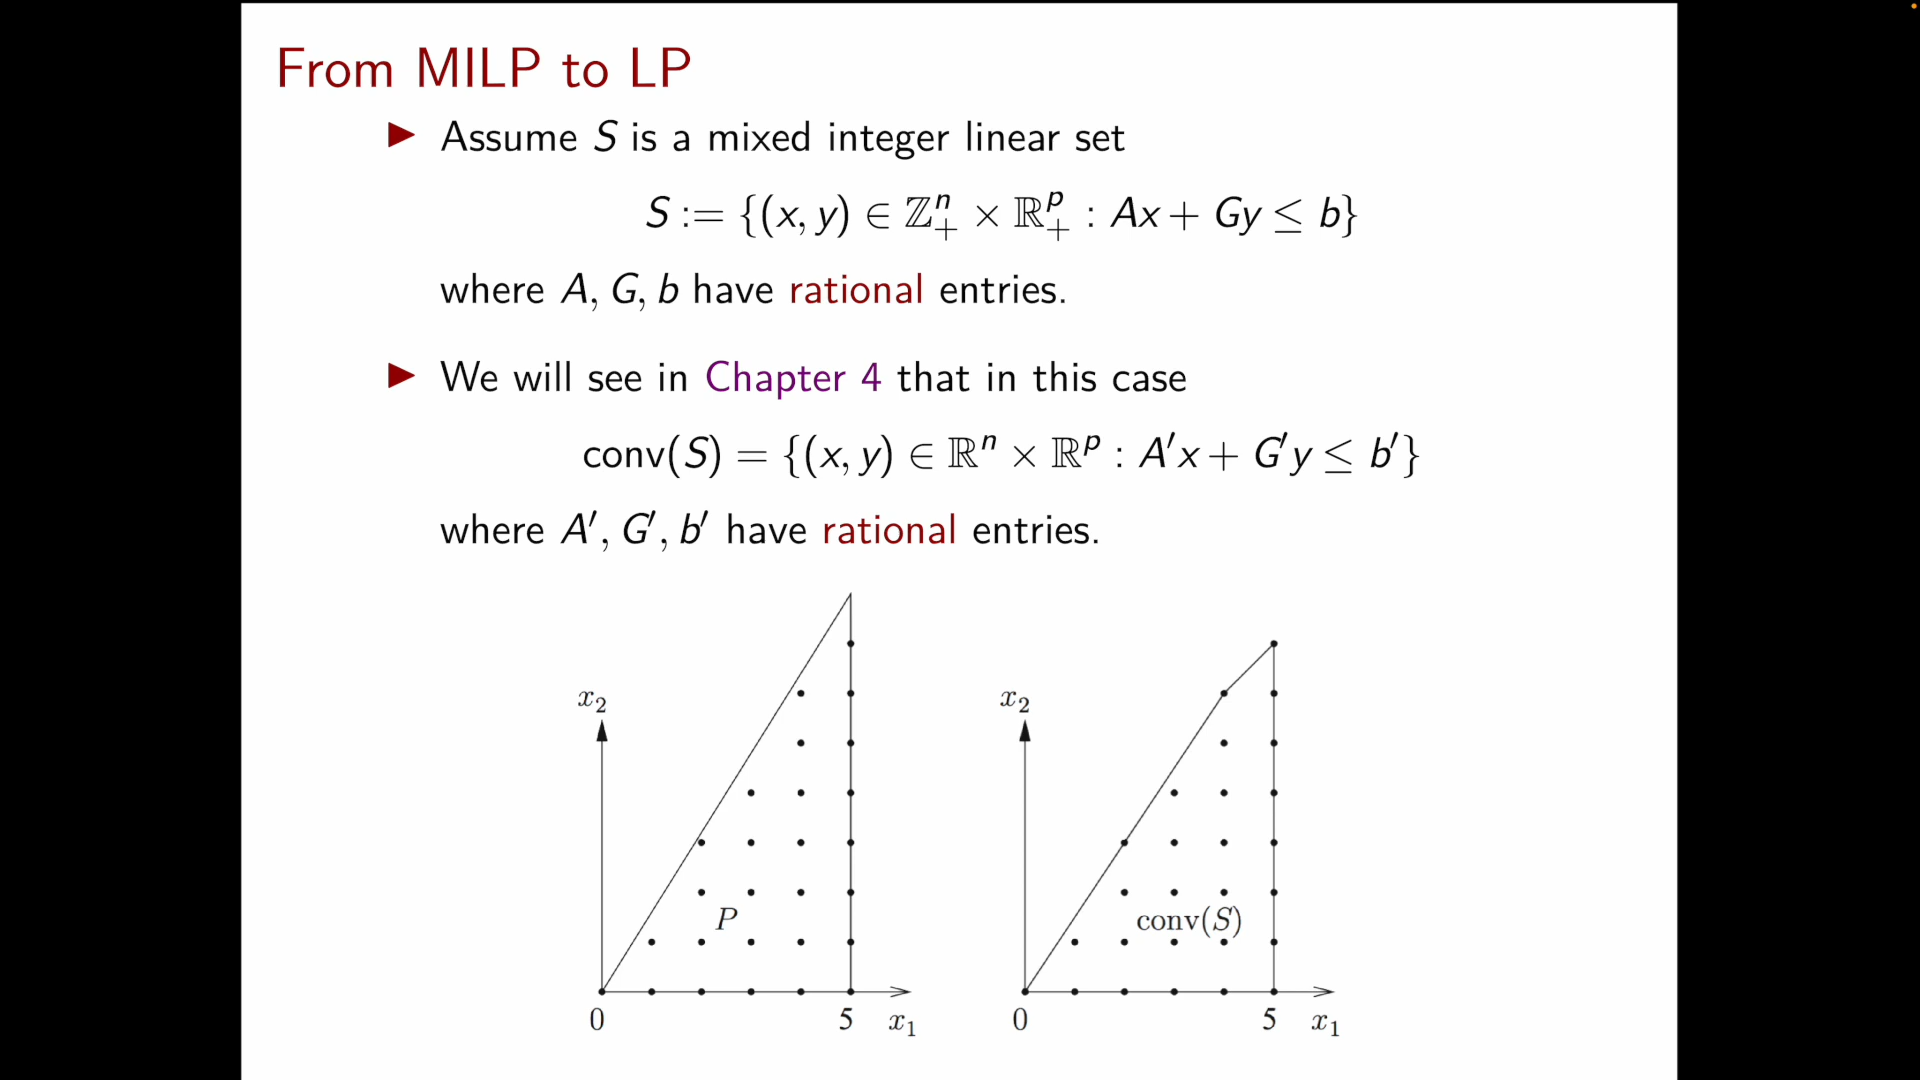 From MILP to LP
▶ Assume S is a mixed integer linear set
S := {(x, y) ∈ ℤⁿ₊ × ℝᵖ₊ : Ax + Gy ≤ b}
where A, G, b have rational entries.
▶ We will see in Chapter 4 that in this case
conv(S) = {(x, y) ∈ ℝⁿ × ℝᵖ : A′x + G′y ≤ b′}
where A′, G′, b′ have rational entries.
x₂
P
0 5 x₁
x₂
conv(S)
0 5 x₁